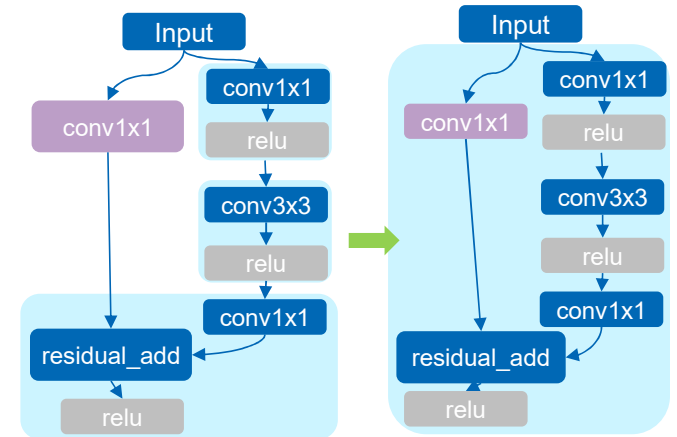 Input
conv1x1
conv1x1
relu
conv3x3
relu
conv1x1
residual_add
relu
Input
conv1x1
conv1x1
relu
conv3x3
relu
conv1x1
residual_add
relu